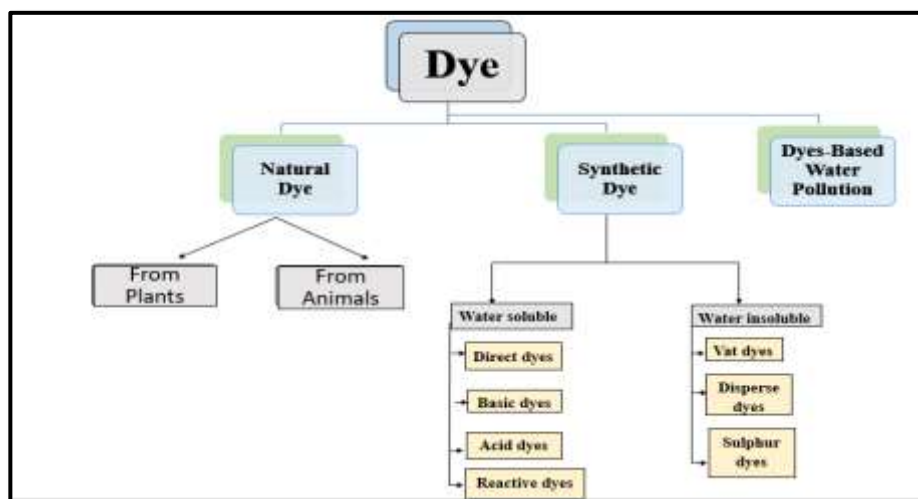 Dye
Natural
Dye
Synthetic
Dye
Dyes-Based
Water
Pollution
From
Plants
From
Animals
Water soluble
Direct dyes
Basic dyes
Acid dyes
Reactive dyes
Water insoluble
Vat dyes
Disperse
dyes
Sulphur
dyes